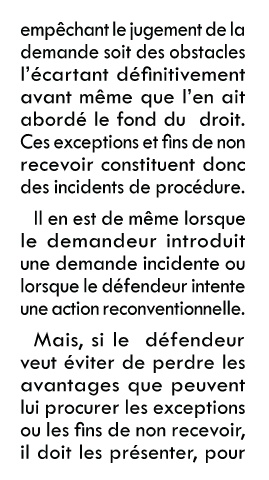 empêchant le jugement de la
demande soit des obstacles
l'écartant définitivement
avant même que l'en ait
abordé le fond du droit.
Ces exceptions et fins de non
recevoir constituent donc
des incidents de procédure.
Il en est de même lorsque
le demandeur introduit
une demande incidente ou
lorsque le défendeur intente
une action reconventionnelle.
Mais, si le défendeur
veut éviter de perdre les
avantages que peuvent
lui procurer les exceptions
ou les fins de non recevoir,
il doit les présenter, pour